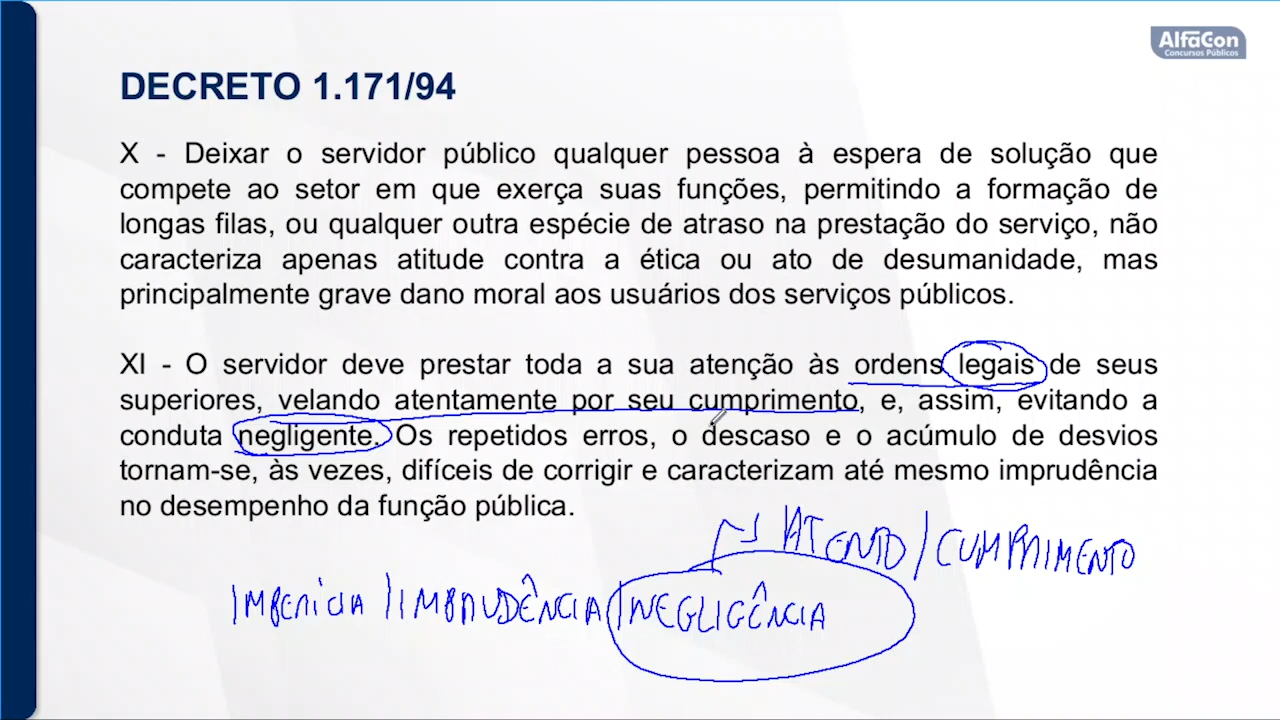 AlfaCon
Concursos Públicos
DECRETO 1.171/94
X - Deixar o servidor público qualquer pessoa à espera de solução que
compete ao setor em que exerça suas funções, permitindo a formação de
longas filas, ou qualquer outra espécie de atraso na prestação do serviço, não
caracteriza apenas atitude contra a ética ou ato de desumanidade, mas
principalmente grave dano moral aos usuários dos serviços públicos.
XI - O servidor deve prestar toda a sua atenção às ordens legais de seus
superiores, velando atentamente por seu cumprimento, e, assim, evitando a
conduta negligente. Os repetidos erros, o descaso e o acúmulo de desvios
tornam-se, às vezes, difíceis de corrigir e caracterizam até mesmo imprudência
no desempenho da função pública.
ATENTO / CUMPRIMENTO
IMPERICIA / IMPRUDÊNCIA / NEGLIGÊNCIA